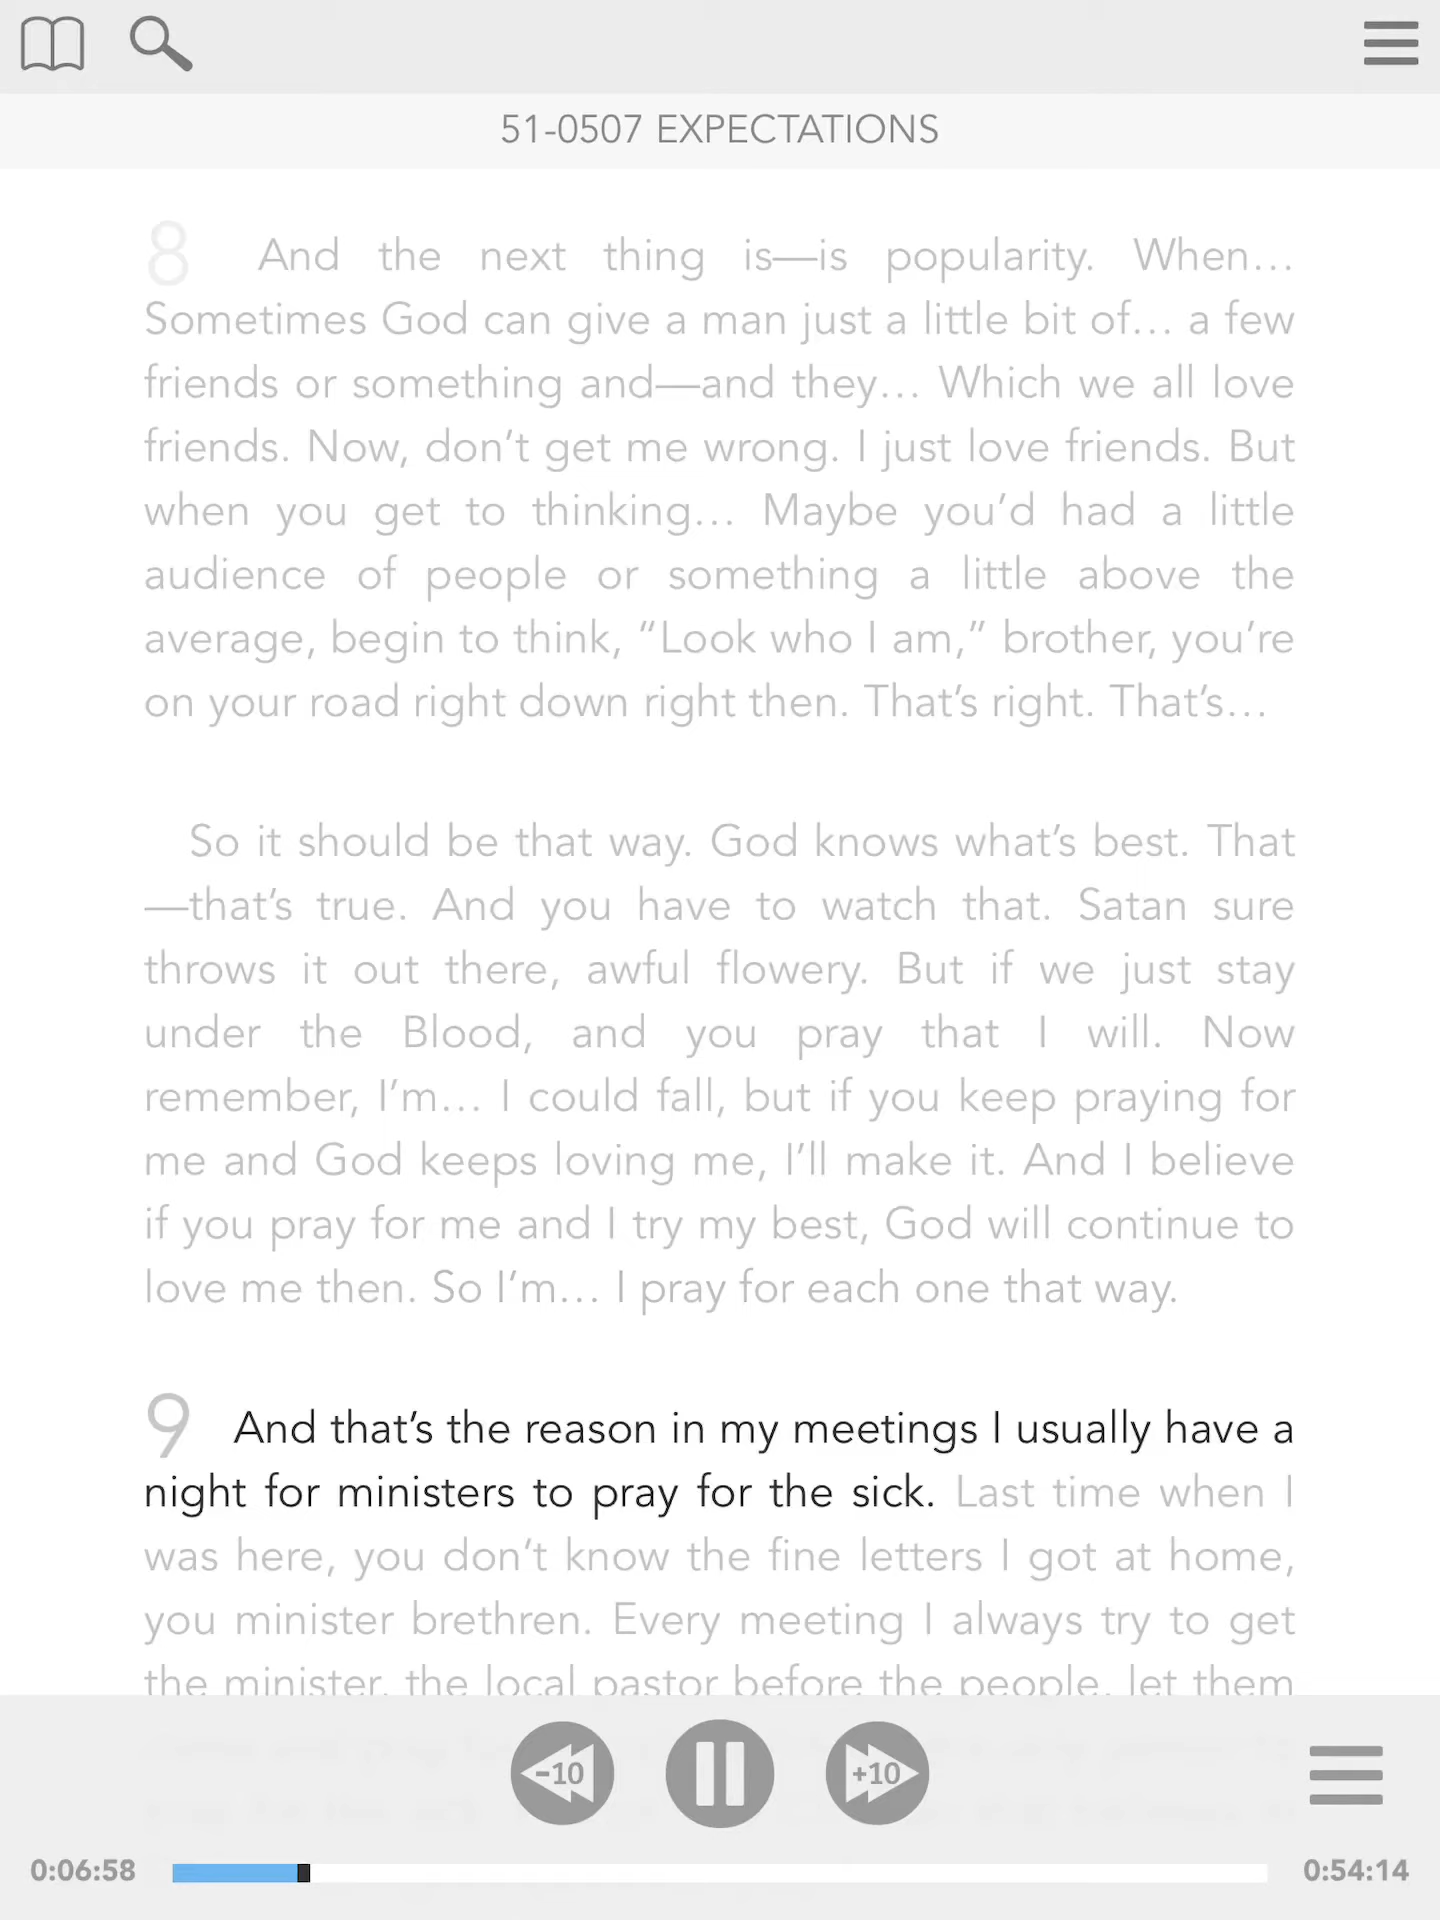 51-0507 EXPECTATIONS
8 And the next thing is—is popularity. When…
Sometimes God can give a man just a little bit of… a few
friends or something and—and they… Which we all love
friends. Now, don’t get me wrong. I just love friends. But
when you get to thinking… Maybe you’d had a little
audience of people or something a little above the
average, begin to think, “Look who I am,” brother, you’re
on your road right down right then. That’s right. That’s…
So it should be that way. God knows what’s best. That
—that’s true. And you have to watch that. Satan sure
throws it out there, awful flowery. But if we just stay
under the Blood, and you pray that I will. Now
remember, I’m… I could fall, but if you keep praying for
me and God keeps loving me, I’ll make it. And I believe
if you pray for me and I try my best, God will continue to
love me then. So I’m… I pray for each one that way.
9 And that’s the reason in my meetings I usually have a
night for ministers to pray for the sick. Last time when I
was here, you don’t know the fine letters I got at home,
you minister brethren. Every meeting I always try to get
the minister, the local pastor before the people, let them
-10 +10
0:06:58 0:54:14